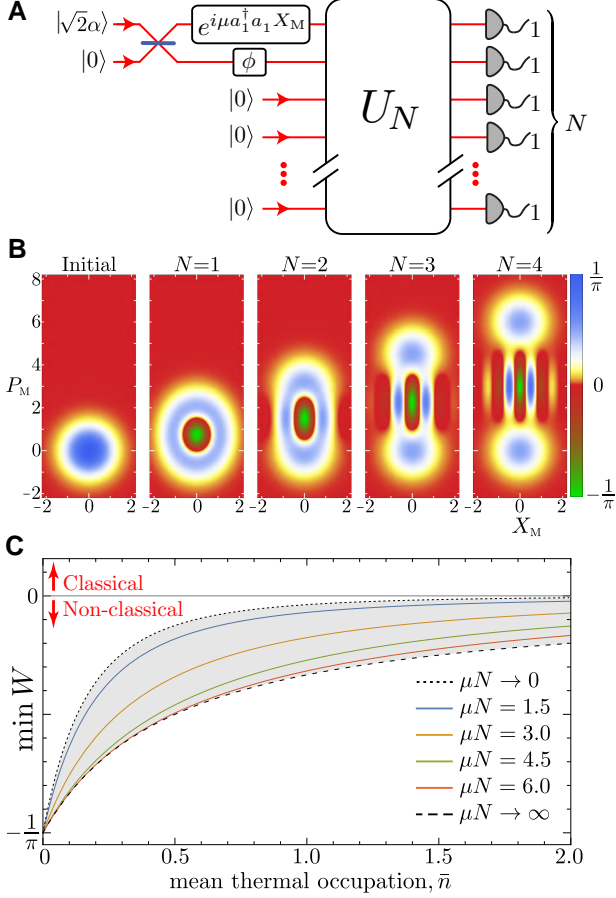 A
|√2α⟩
e^{iμa₁†a₁X_M}
|0⟩
ϕ
|0⟩
|0⟩
|0⟩
U_N
1
1
1
1
1
N
B
Initial
N=1
N=2
N=3
N=4
P_M
8
6
4
2
0
−2
−2 0 2
−2 0 2
−2 0 2
−2 0 2
−2 0 2
X_M
1/π
0
−1/π
C
Classical
Non-classical
0
min W
−1/π
μN → 0
μN = 1.5
μN = 3.0
μN = 4.5
μN = 6.0
μN → ∞
0 0.5 1.0 1.5 2.0
mean thermal occupation, n̄